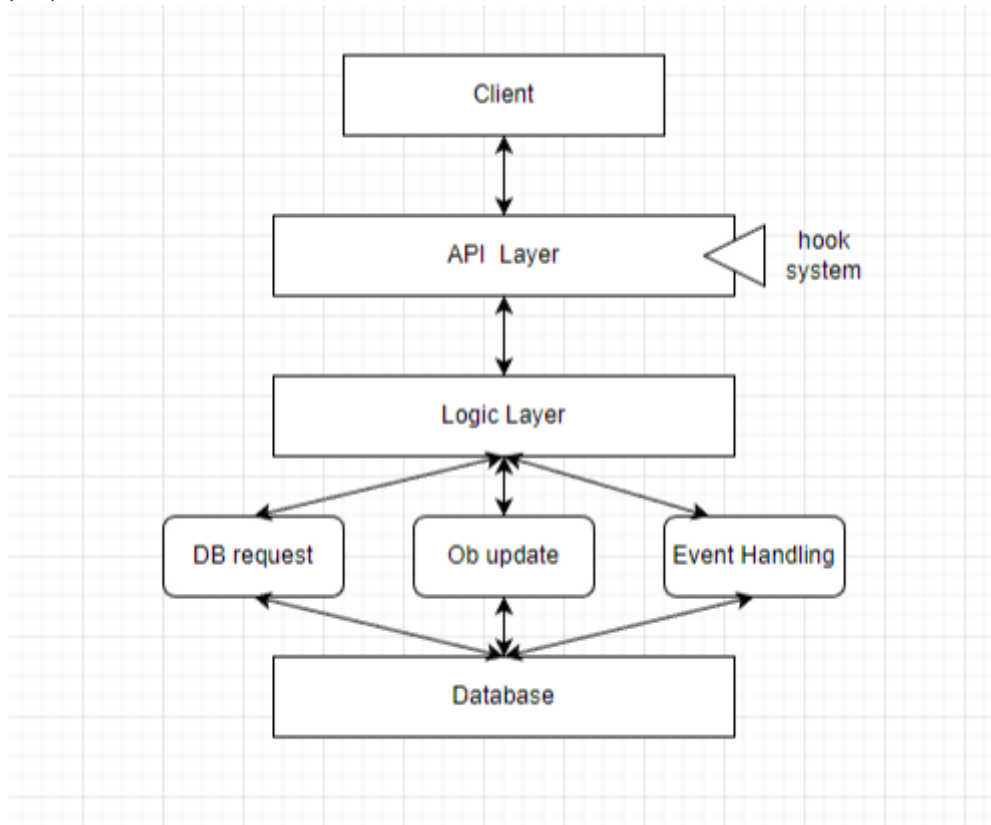 Client
API Layer
hook
system
Logic Layer
DB request
Ob update
Event Handling
Database